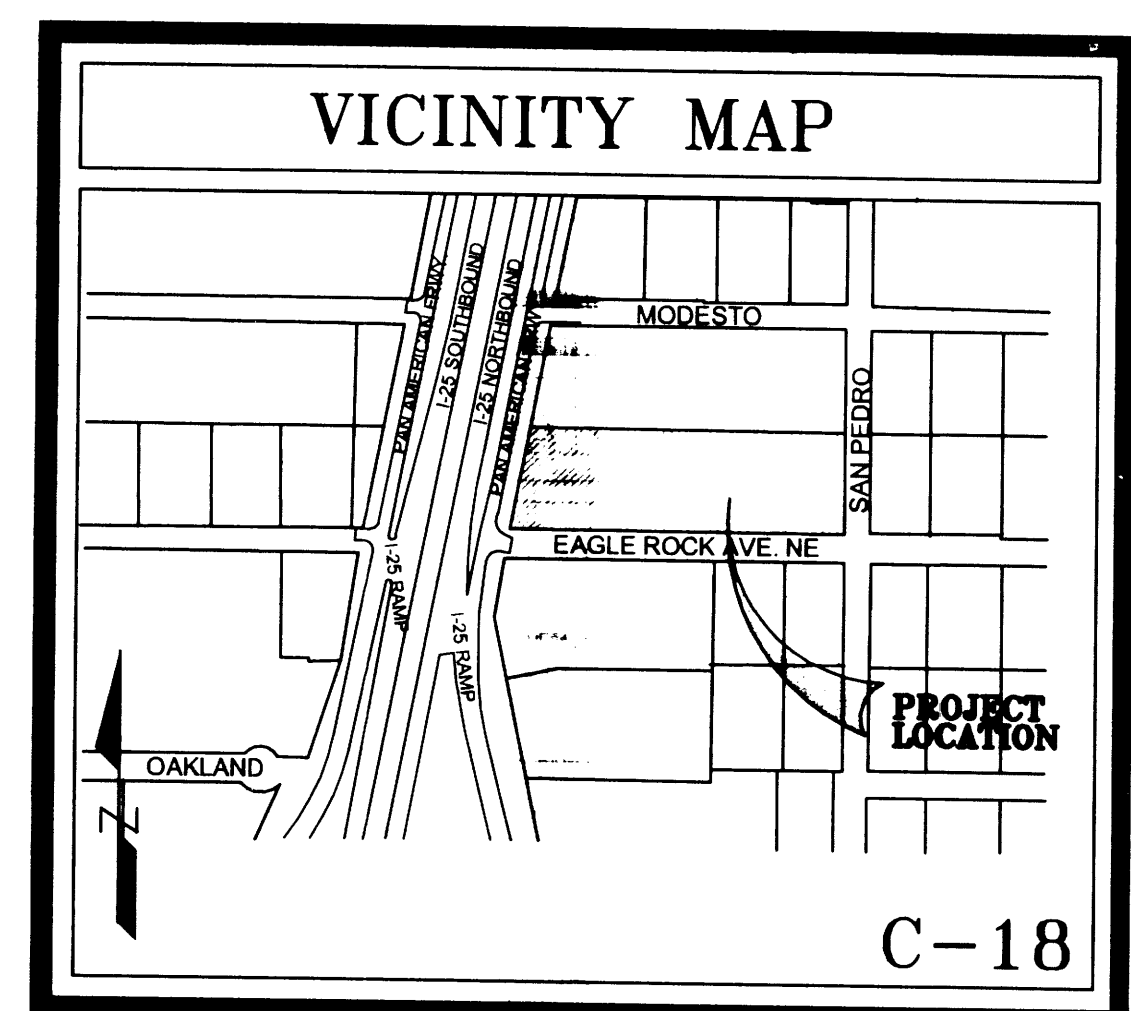 VICINITY MAP
PAN AMERICAN FRWY
I-25 SOUTHBOUND
I-25 NORTHBOUND
PAN AMERICAN FRWY
MODESTO
SAN PEDRO
EAGLE ROCK AVE. NE
I-25 RAMP
I-25 RAMP
PROJECT
LOCATION
OAKLAND
N
C-18